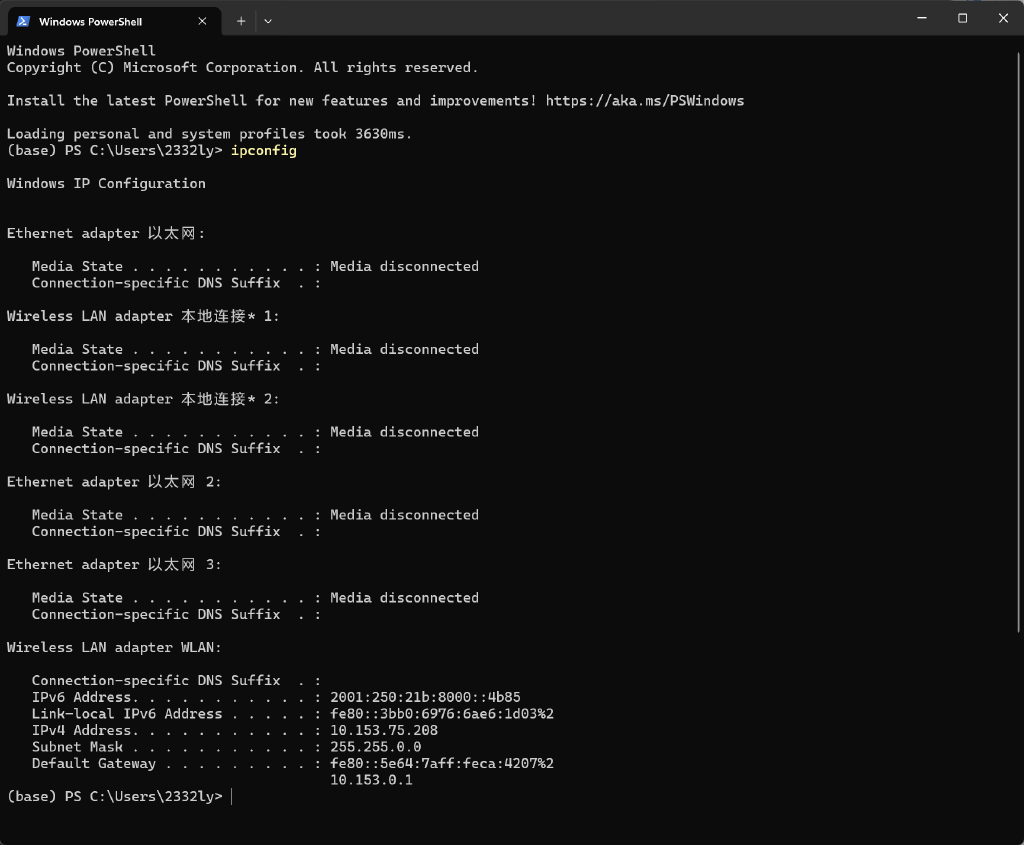 Windows PowerShell
Windows PowerShell
Copyright (C) Microsoft Corporation. All rights reserved.
Install the latest PowerShell for new features and improvements! https://aka.ms/PSWindows
Loading personal and system profiles took 3630ms.
(base) PS C:\Users\2332ly> ipconfig
Windows IP Configuration
Ethernet adapter 以太网:
Media State . . . . . . . . . . . : Media disconnected
Connection-specific DNS Suffix  . :
Wireless LAN adapter 本地连接* 1:
Media State . . . . . . . . . . . : Media disconnected
Connection-specific DNS Suffix  . :
Wireless LAN adapter 本地连接* 2:
Media State . . . . . . . . . . . : Media disconnected
Connection-specific DNS Suffix  . :
Ethernet adapter 以太网 2:
Media State . . . . . . . . . . . : Media disconnected
Connection-specific DNS Suffix  . :
Ethernet adapter 以太网 3:
Media State . . . . . . . . . . . : Media disconnected
Connection-specific DNS Suffix  . :
Wireless LAN adapter WLAN:
Connection-specific DNS Suffix  . :
IPv6 Address. . . . . . . . . . . : 2001:250:21b:8000::4b85
Link-local IPv6 Address . . . . . : fe80::3bb0:6976:6ae6:1d03%2
IPv4 Address. . . . . . . . . . . : 10.153.75.208
Subnet Mask . . . . . . . . . . . : 255.255.0.0
Default Gateway . . . . . . . . . : fe80::5e64:7aff:feca:4207%2
10.153.0.1
(base) PS C:\Users\2332ly>